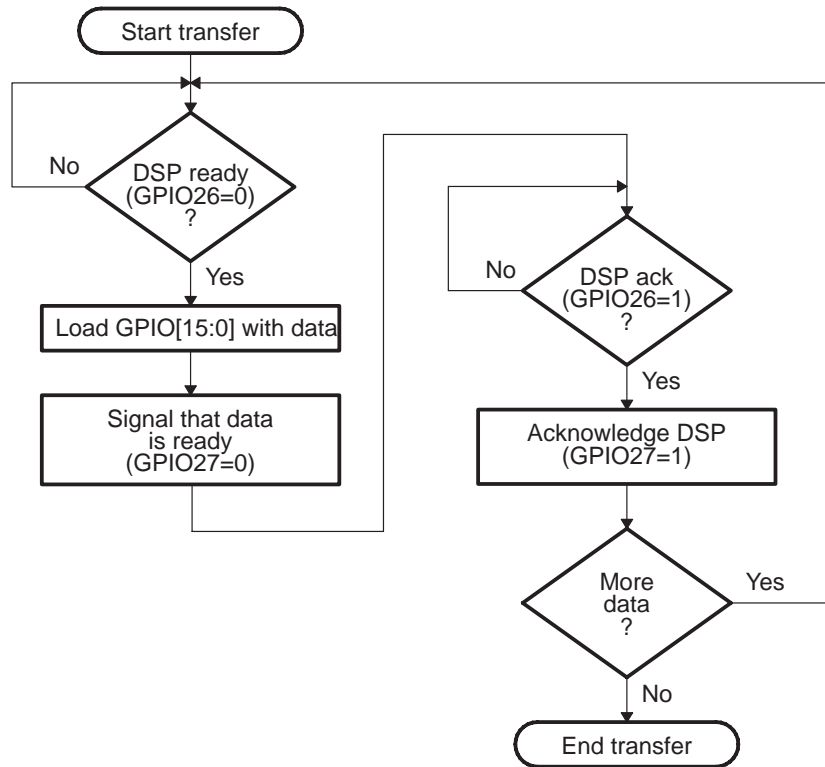 Start transfer
No
DSP ready
(GPIO26=0)
?
Yes
Load GPIO[15:0] with data
Signal that data
is ready
(GPIO27=0)
No
DSP ack
(GPIO26=1)
?
Yes
Acknowledge DSP
(GPIO27=1)
More
data
?
Yes
No
End transfer